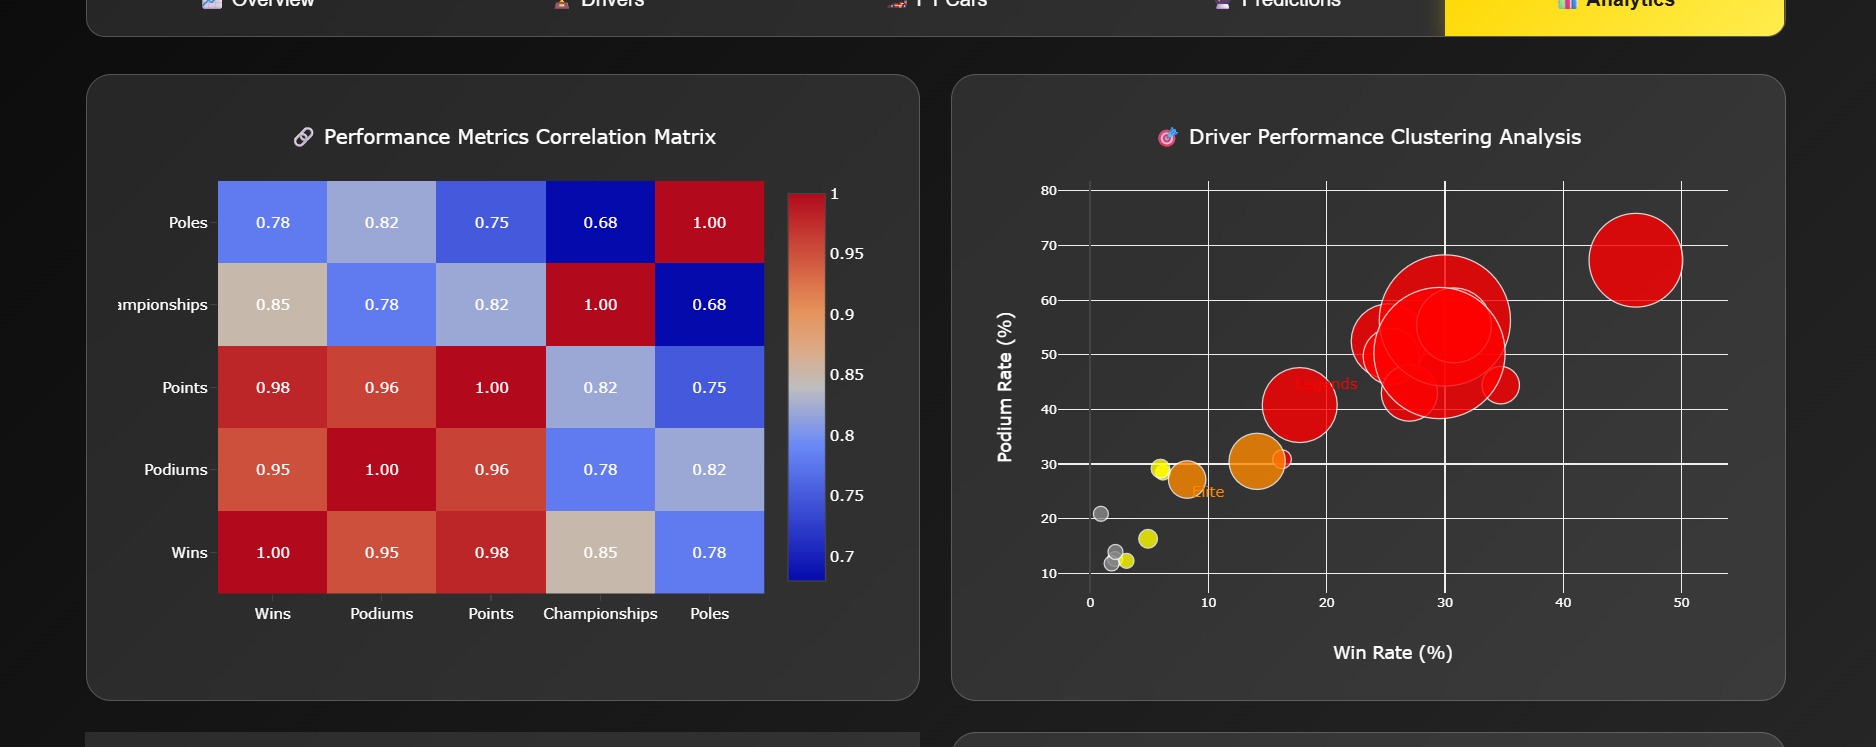 Overview
Drivers
F1 Cars
Predictions
Analytics
Performance Metrics Correlation Matrix
Poles
0.78
0.82
0.75
0.68
1.00
ampionships
0.85
0.78
0.82
1.00
0.68
Points
0.98
0.96
1.00
0.82
0.75
Podiums
0.95
1.00
0.96
0.78
0.82
Wins
1.00
0.95
0.98
0.85
0.78
Wins
Podiums
Points
Championships
Poles
1
0.95
0.9
0.85
0.8
0.75
0.7
Driver Performance Clustering Analysis
Podium Rate (%)
80
70
60
50
40
30
20
10
Legends
Elite
0
10
20
30
40
50
Win Rate (%)